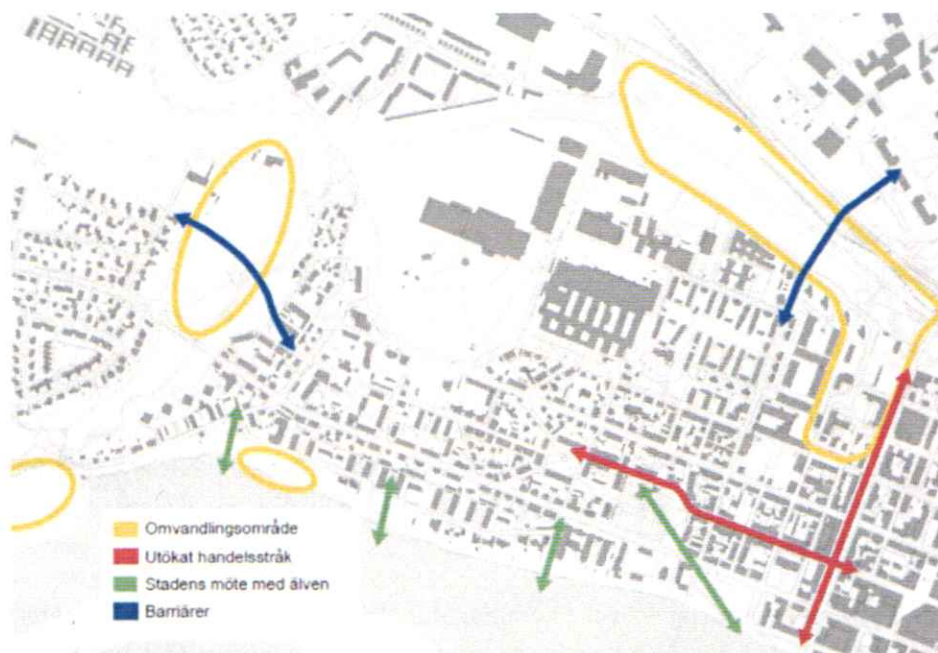 Omvandlingsområde
Utökat handelsstråk
Stadens möte med älven
Barriärer